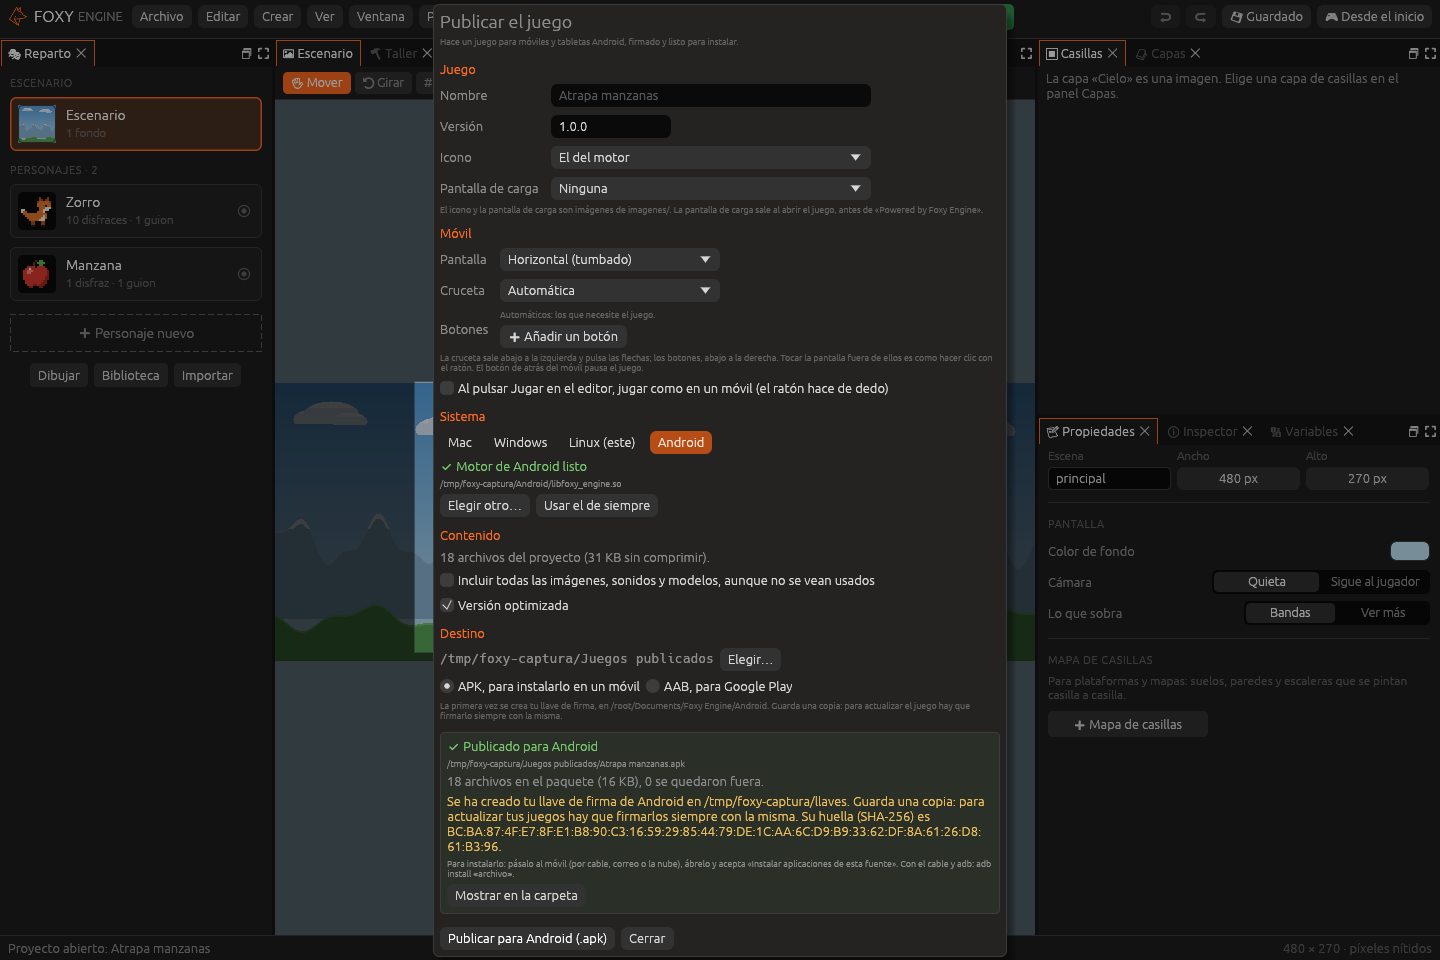 FOXY ENGINE
Archivo
Editar
Crear
Ver
Ventana
Guardado
Desde el inicio
Reparto
ESCENARIO
Escenario
1 fondo
PERSONAJES · 2
Zorro
10 disfraces · 1 guion
Manzana
1 disfraz · 1 guion
+ Personaje nuevo
Dibujar
Biblioteca
Importar
Escenario
Taller
Mover
Girar
Publicar el juego
Hace un juego para móviles y tabletas Android, firmado y listo para instalar.
Juego
Nombre
Atrapa manzanas
Versión
1.0.0
Icono
El del motor
Pantalla de carga
Ninguna
El icono y la pantalla de carga son imágenes de imagenes/. La pantalla de carga sale al abrir el juego, antes de «Powered by Foxy Engine».
Móvil
Pantalla
Horizontal (tumbado)
Cruceta
Automática
Automáticos: los que necesite el juego.
Botones
+ Añadir un botón
La cruceta sale abajo a la izquierda y pulsa las flechas; los botones, abajo a la derecha. Tocar la pantalla fuera de ellos es como hacer clic con
el ratón. El botón de atrás del móvil pausa el juego.
Al pulsar Jugar en el editor, jugar como en un móvil (el ratón hace de dedo)
Sistema
Mac
Windows
Linux (este)
Android
Motor de Android listo
/tmp/foxy-captura/Android/libfoxy_engine.so
Elegir otro…
Usar el de siempre
Contenido
18 archivos del proyecto (31 KB sin comprimir).
Incluir todas las imágenes, sonidos y modelos, aunque no se vean usados
Versión optimizada
Destino
/tmp/foxy-captura/Juegos publicados
Elegir…
APK, para instalarlo en un móvil
AAB, para Google Play
La primera vez se crea tu llave de firma, en /root/Documents/Foxy Engine/Android. Guarda una copia: para actualizar el juego hay que
firmarlo siempre con la misma.
Publicado para Android
/tmp/foxy-captura/Juegos publicados/Atrapa manzanas.apk
18 archivos en el paquete (16 KB), 0 se quedaron fuera.
Se ha creado tu llave de firma de Android en /tmp/foxy-captura/llaves. Guarda una copia: para
actualizar tus juegos hay que firmarlos siempre con la misma. Su huella (SHA-256) es
BC:BA:87:4F:E7:8F:E1:B8:90:C3:16:59:29:85:44:79:DE:1C:AA:6C:D9:B9:33:62:DF:8A:61:26:D8:
61:B3:96.
Para instalarlo: pásalo al móvil (por cable, correo o la nube), ábrelo y acepta «Instalar aplicaciones de esta fuente». Con el cable y adb: adb
install «archivo».
Mostrar en la carpeta
Publicar para Android (.apk)
Cerrar
Casillas
Capas
La capa «Cielo» es una imagen. Elige una capa de casillas en el
panel Capas.
Propiedades
Inspector
Variables
Escena
Ancho
Alto
principal
480 px
270 px
PANTALLA
Color de fondo
Cámara
Quieta
Sigue al jugador
Lo que sobra
Bandas
Ver más
MAPA DE CASILLAS
Para plataformas y mapas: suelos, paredes y escaleras que se pintan
casilla a casilla.
+ Mapa de casillas
Proyecto abierto: Atrapa manzanas
480 × 270 · píxeles nítidos